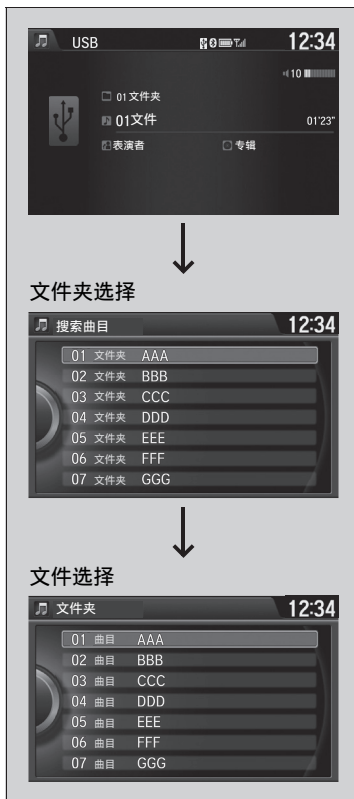 USB 12:34
10
01文件夹
01文件 01'23"
表演者 专辑
文件夹选择
搜索曲目 12:34
01 文件夹 AAA
02 文件夹 BBB
03 文件夹 CCC
04 文件夹 DDD
05 文件夹 EEE
06 文件夹 FFF
07 文件夹 GGG
文件选择
文件夹 12:34
01 曲目 AAA
02 曲目 BBB
03 曲目 CCC
04 曲目 DDD
05 曲目 EEE
06 曲目 FFF
07 曲目 GGG